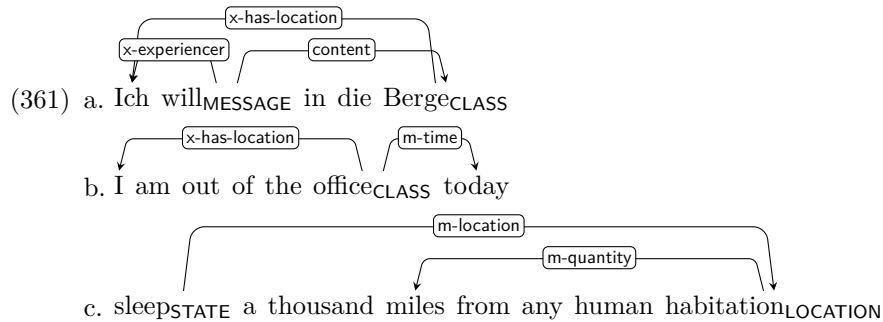 x-has-location
x-experiencer content
(361) a. Ich willMESSAGE in die BergeCLASS
x-has-location m-time
b. I am out of the officeCLASS today
m-location
m-quantity
c. sleepSTATE a thousand miles from any human habitationLOCATION